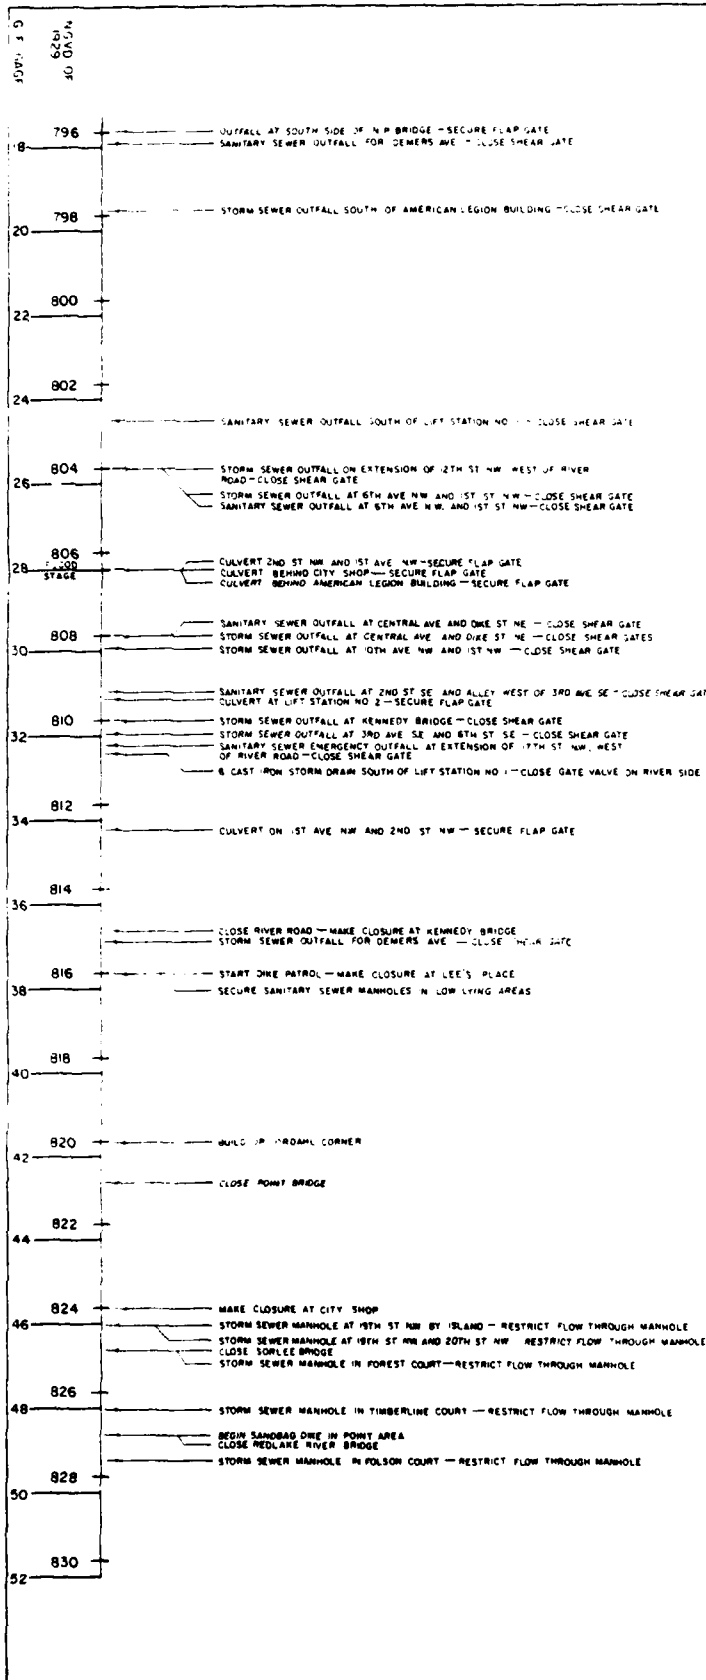 G.F. GAGE
NGVD OF
1929
796
OUTFALL AT SOUTH SIDE OF N.P. BRIDGE — SECURE FLAP GATE
18
SANITARY SEWER OUTFALL FOR DEMERS AVE — CLOSE SHEAR GATE
798
STORM SEWER OUTFALL SOUTH OF AMERICAN LEGION BUILDING — CLOSE SHEAR GATE
20
800
22
802
24
SANITARY SEWER OUTFALL SOUTH OF LIFT STATION NO 1 — CLOSE SHEAR GATE
804
STORM SEWER OUTFALL ON EXTENSION OF 12TH ST NW. WEST OF RIVER
ROAD — CLOSE SHEAR GATE
26
STORM SEWER OUTFALL AT 6TH AVE NW AND 1ST ST NW — CLOSE SHEAR GATE
SANITARY SEWER OUTFALL AT 6TH AVE N.W. AND 1ST ST NW — CLOSE SHEAR GATE
806
CULVERT 2ND ST NW AND 1ST AVE NW — SECURE FLAP GATE
28 FLOOD
STAGE
CULVERT BEHIND CITY SHOP — SECURE FLAP GATE
CULVERT BEHIND AMERICAN LEGION BUILDING — SECURE FLAP GATE
SANITARY SEWER OUTFALL AT CENTRAL AVE AND DIKE ST NE — CLOSE SHEAR GATE
808
STORM SEWER OUTFALL AT CENTRAL AVE AND DIKE ST NE — CLOSE SHEAR GATES
30
STORM SEWER OUTFALL AT 10TH AVE NW AND 1ST NW — CLOSE SHEAR GATE
SANITARY SEWER OUTFALL AT 2ND ST SE AND ALLEY WEST OF 3RD AVE SE — CLOSE SHEAR GAT
CULVERT AT LIFT STATION NO 2 — SECURE FLAP GATE
810
STORM SEWER OUTFALL AT KENNEDY BRIDGE — CLOSE SHEAR GATE
32
STORM SEWER OUTFALL AT 3RD AVE SE AND 6TH ST SE — CLOSE SHEAR GATE
SANITARY SEWER EMERGENCY OUTFALL AT EXTENSION OF 17TH ST NW, WEST
OF RIVER ROAD — CLOSE SHEAR GATE
CAST IRON STORM DRAIN SOUTH OF LIFT STATION NO 1 — CLOSE GATE VALVE ON RIVER SIDE
812
34
CULVERT ON 1ST AVE NW AND 2ND ST NW — SECURE FLAP GATE
814
36
CLOSE RIVER ROAD — MAKE CLOSURE AT KENNEDY BRIDGE
STORM SEWER OUTFALL FOR DEMERS AVE — CLOSE SHEAR GATE
816
START DIKE PATROL — MAKE CLOSURE AT LEE'S PLACE
38
SECURE SANITARY SEWER MANHOLES IN LOW LYING AREAS
818
40
820
BUILD UP CORNER
42
CLOSE POINT BRIDGE
822
44
824
MAKE CLOSURE AT CITY SHOP
46
STORM SEWER MANHOLE AT 19TH ST NW BY ISLAND — RESTRICT FLOW THROUGH MANHOLE
STORM SEWER MANHOLE AT 19TH ST NW AND 20TH ST NW RESTRICT FLOW THROUGH MANHOLE
CLOSE SORLEE BRIDGE
STORM SEWER MANHOLE IN FOREST COURT — RESTRICT FLOW THROUGH MANHOLE
826
48
STORM SEWER MANHOLE IN TIMBERLINE COURT — RESTRICT FLOW THROUGH MANHOLE
BEGIN SANDBAG DIKE IN POINT AREA
CLOSE REDLAKE RIVER BRIDGE
STORM SEWER MANHOLE IN FOLSON COURT — RESTRICT FLOW THROUGH MANHOLE
828
50
830
52